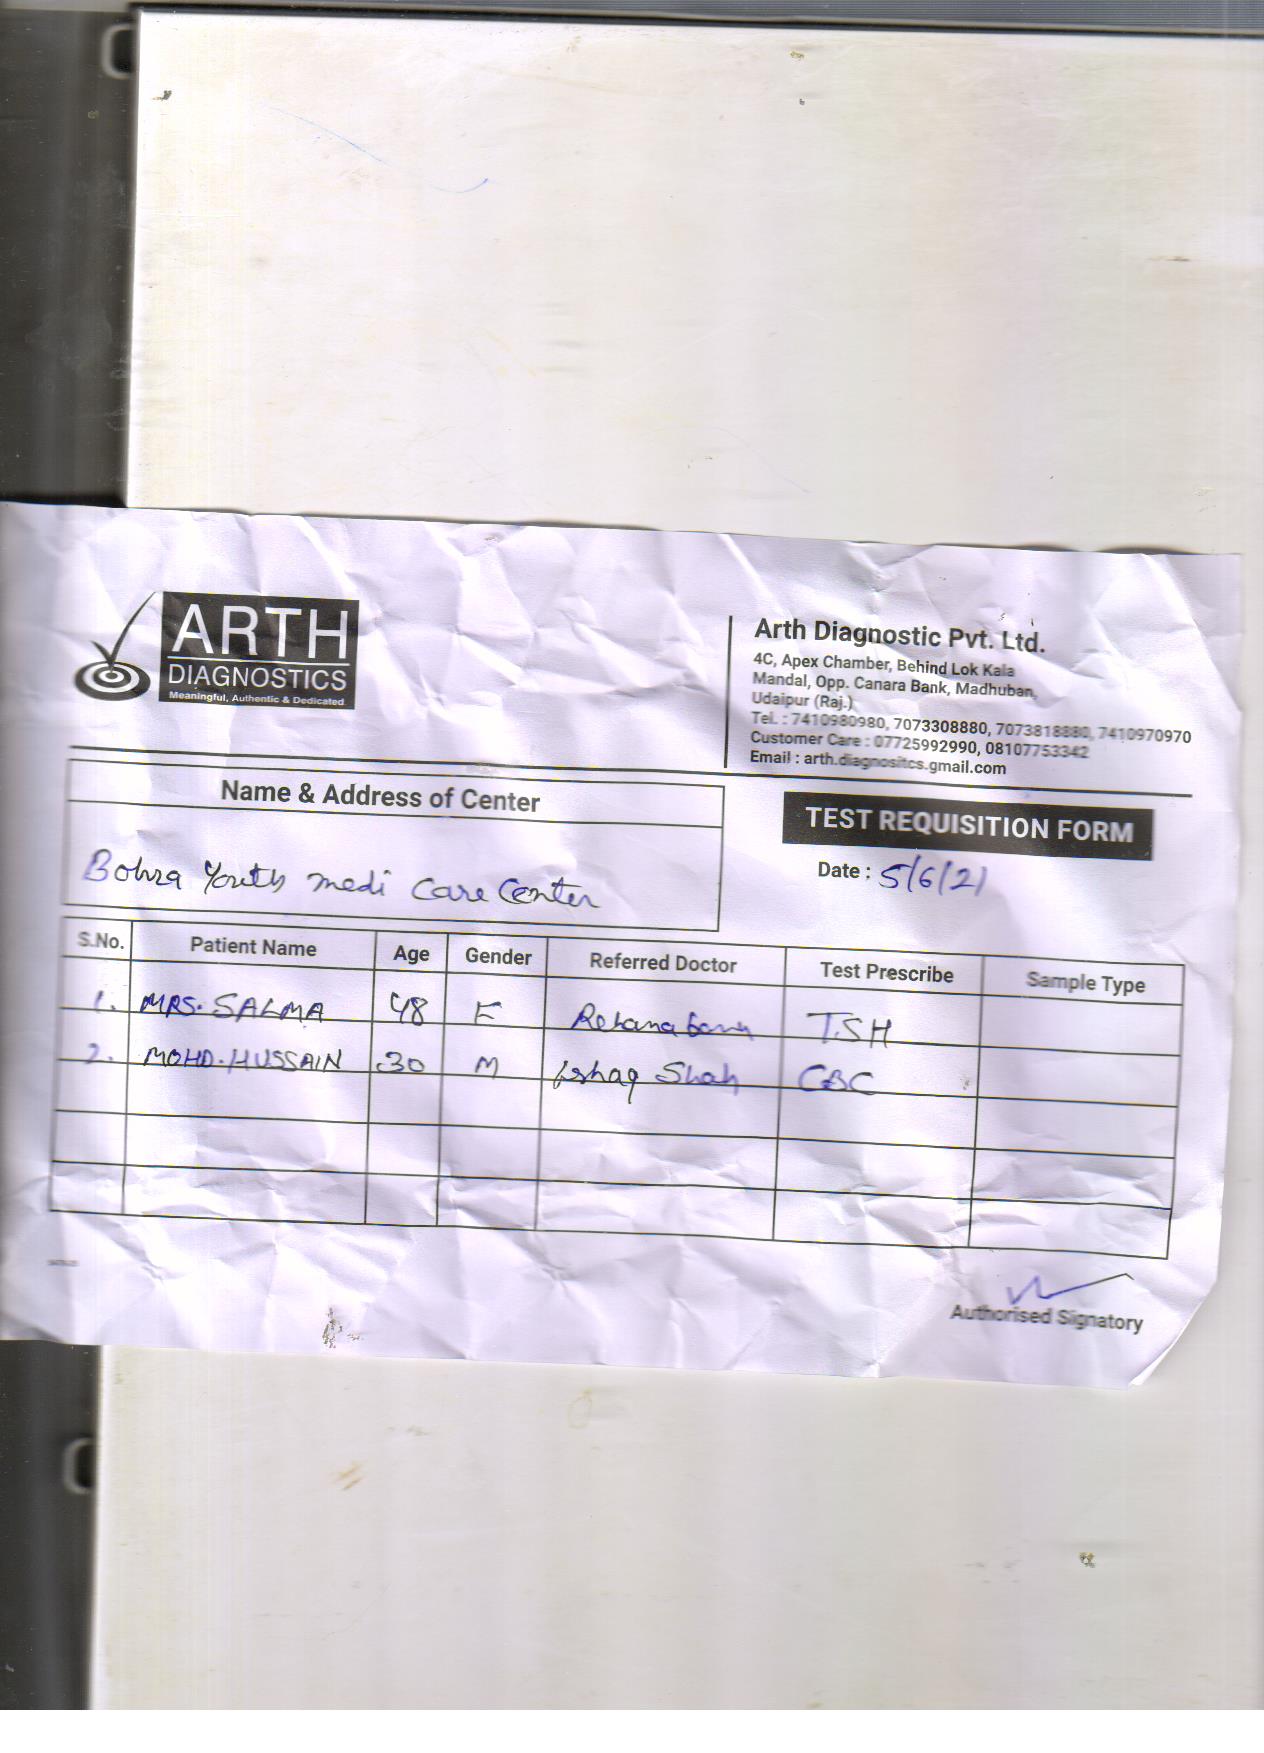 ARTH
DIAGNOSTICS
Meaningful, Authentic & Dedicated
Arth Diagnostic Pvt. Ltd.
4C, Apex Chamber, Behind Lok Kala
Mandal, Opp. Canara Bank, Madhuban,
Udaipur (Raj.)
Tel. : 7410980980, 7073308880, 7073818880, 7410970970
Customer Care : 07725992990, 08107753342
Email : arth.diagnositcs.gmail.com
Name & Address of Center
TEST REQUISITION FORM
Date : 5/6/21
Bohra Youth medi Care Center
S.No. Patient Name Age Gender Referred Doctor Test Prescribe Sample Type
1. MRS. SALMA 48 F Rehana banu TSH
2. MOHD. HUSSAIN 30 M Ishaq Shah CBC
Authorised Signatory